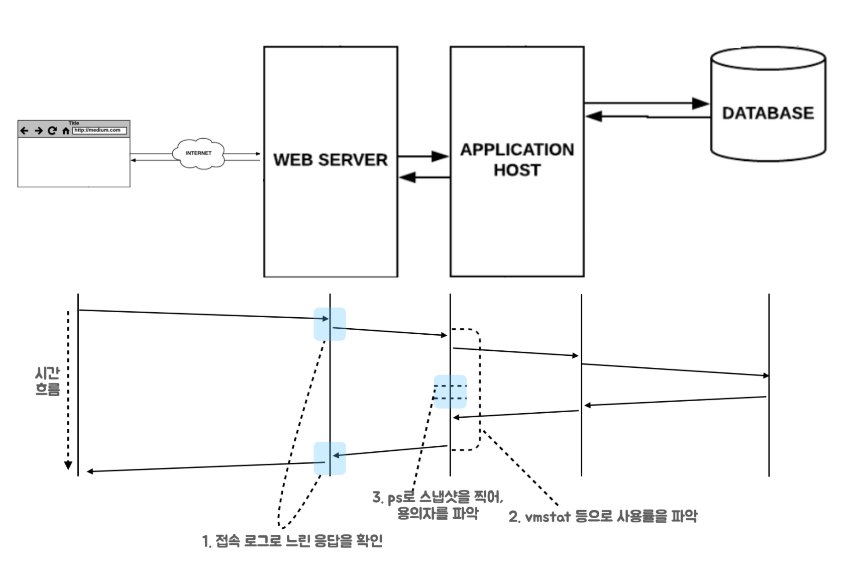 Title
http://medium.com
INTERNET
WEB SERVER
APPLICATION
HOST
DATABASE
시간
흐름
3. ps로 스냅샷을 찍어,
용의자를 파악
2. vmstat 등으로 사용률을 파악
1. 접속 로그로 느린 응답을 확인